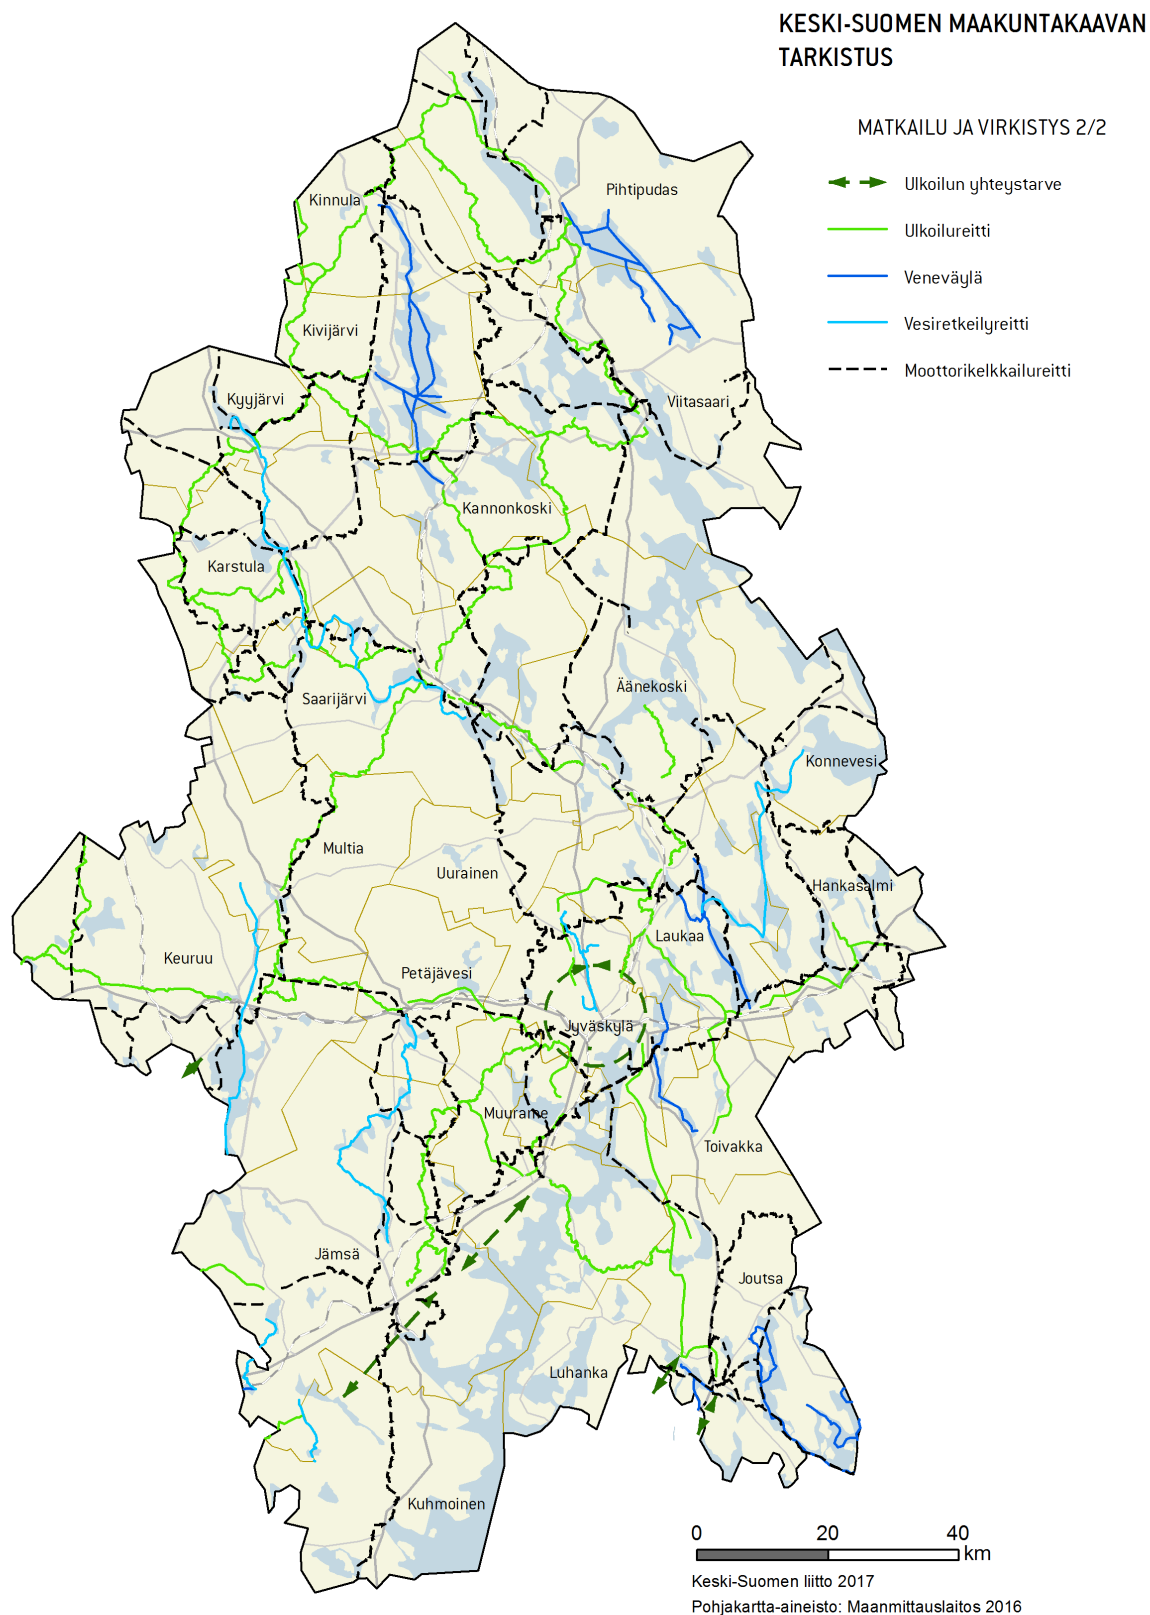 KESKI-SUOMEN MAAKUNTAKAAVAN
TARKISTUS
MATKAILU JA VIRKISTYS 2/2
Ulkoilun yhteystarve
Ulkoilureitti
Veneväylä
Vesiretkeilyreitti
Moottorikelkkailureitti
Pihtipudas
Kinnula
Kivijärvi
Kyyjärvi
Viitasaari
Kannonkoski
Karstula
Äänekoski
Saarijärvi
Konnevesi
Multia
Uurainen
Hankasalmi
Laukaa
Keuruu
Petäjävesi
Jyväskylä
Muurame
Toivakka
Jämsä
Joutsa
Luhanka
Kuhmoinen
0 20 40
km
Keski-Suomen liitto 2017
Pohjakartta-aineisto: Maanmittauslaitos 2016